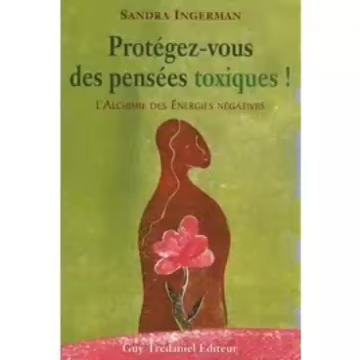 SANDRA INGERMAN
Protégez-vous
des pensées toxiques !
L'ALCHIMIE DES ÉNERGIES NÉGATIVES
Guy Trédaniel Éditeur